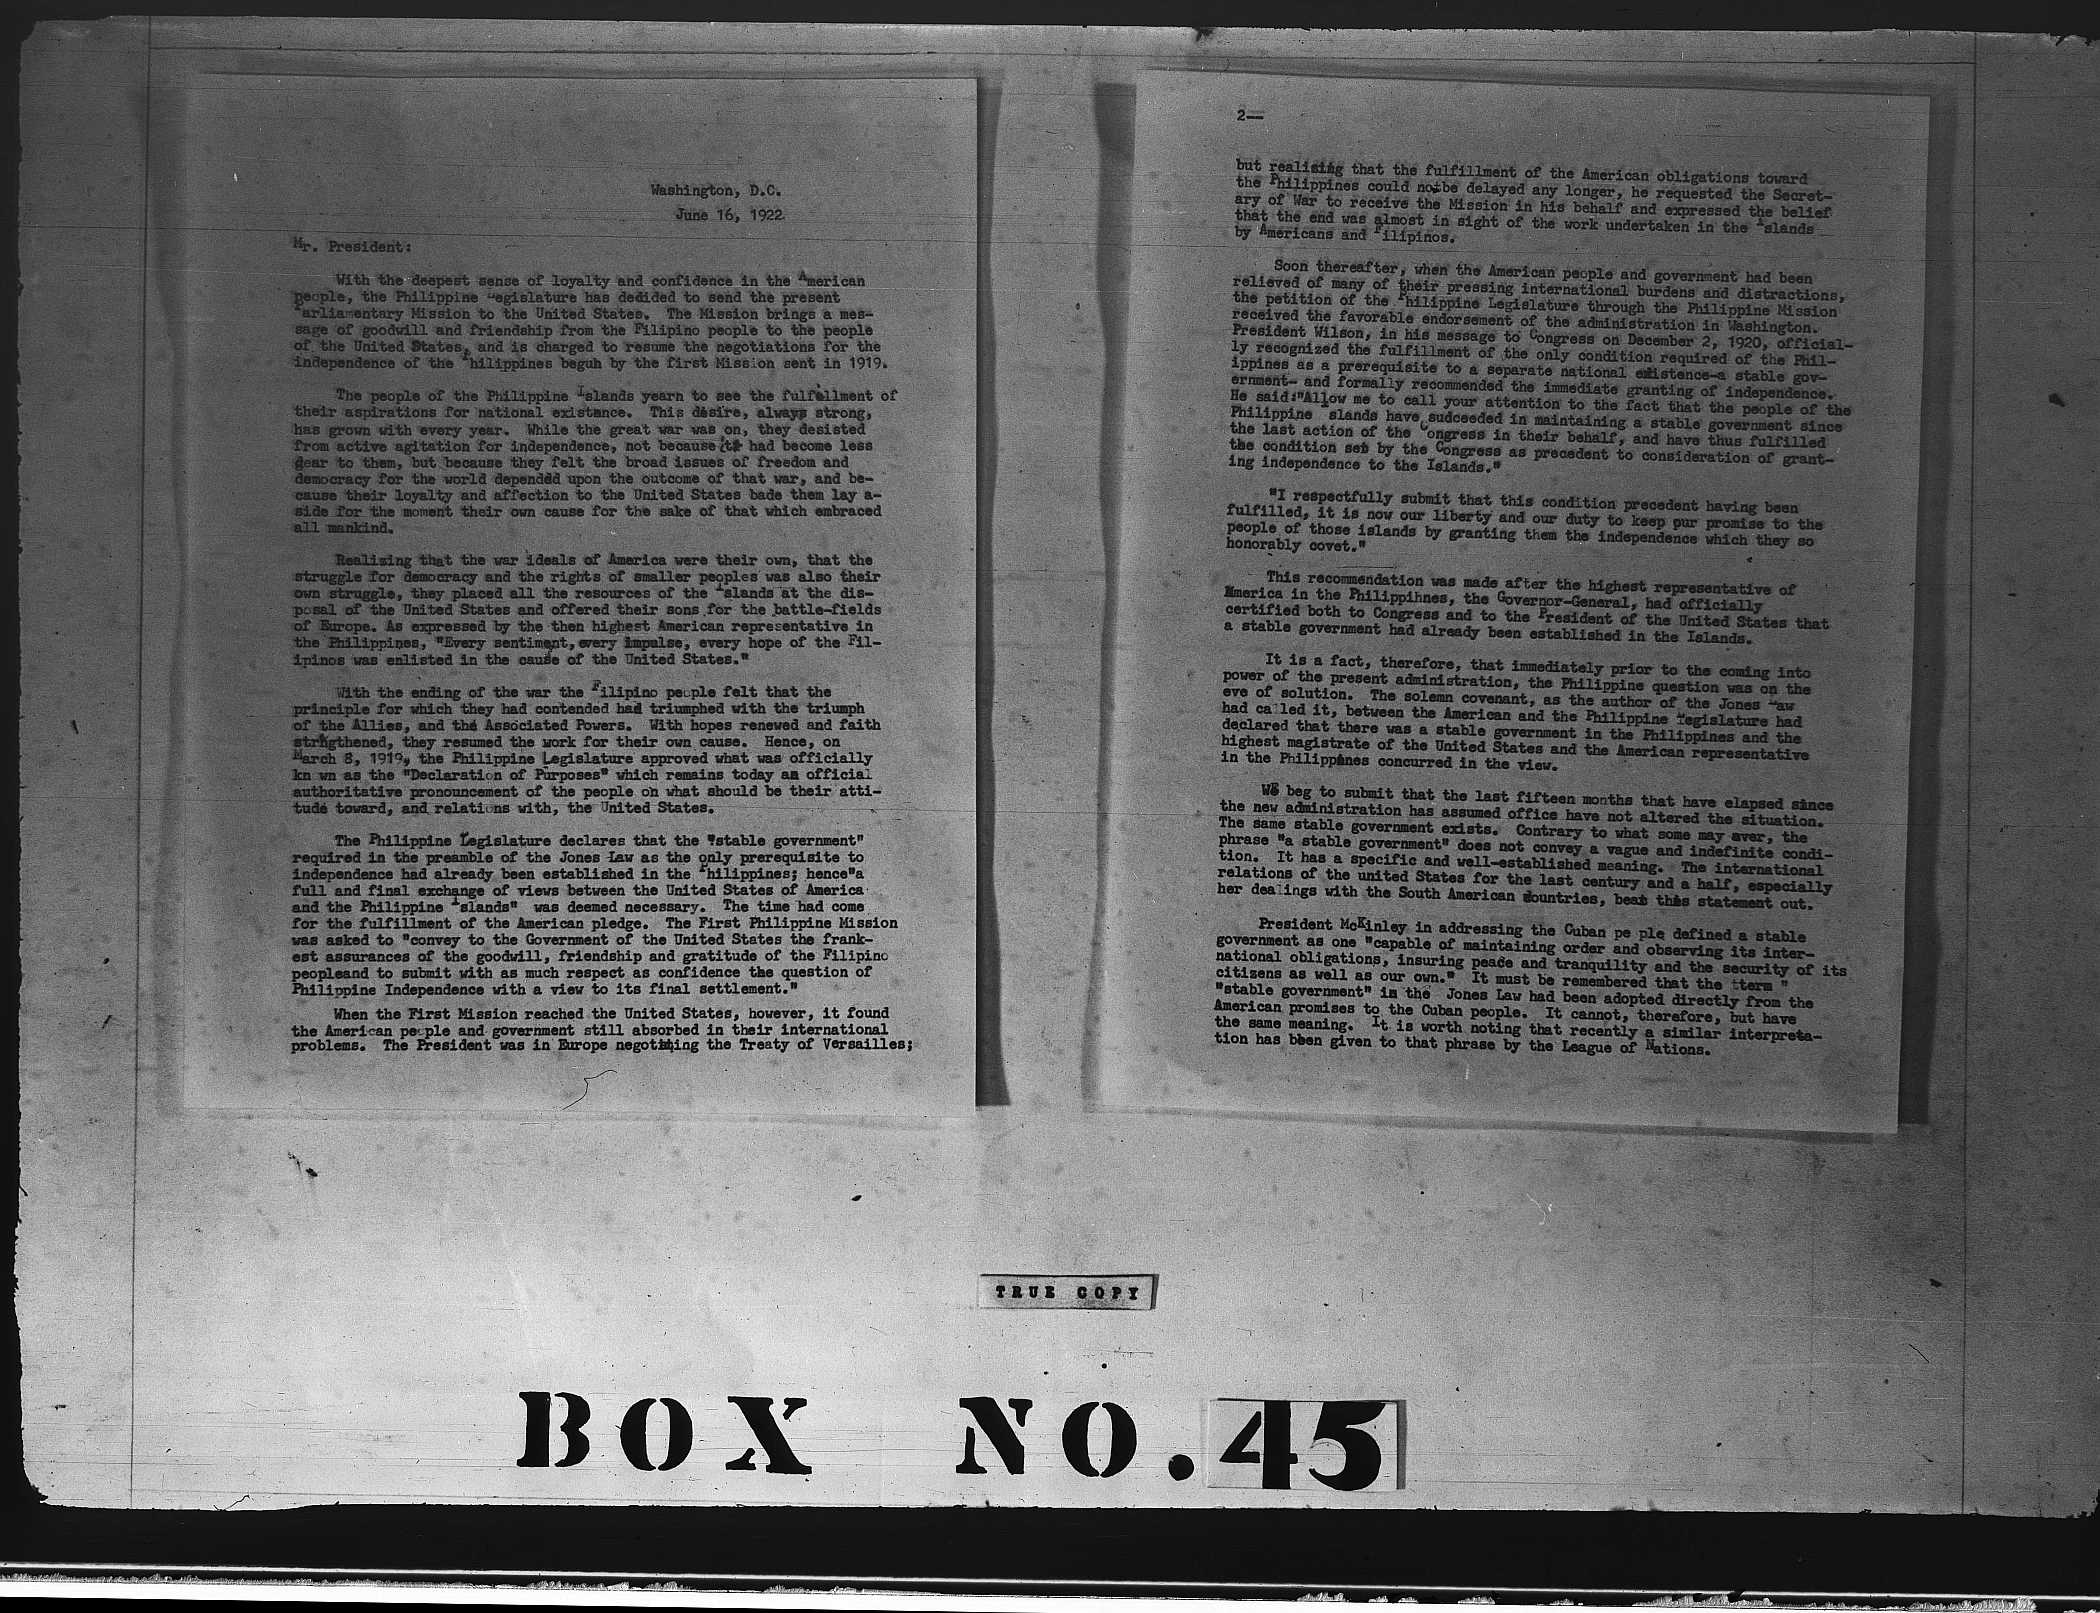 Washington, D.C.
June 16, 1922
Mr. President:
With the deepest sense of loyalty and confidence in the American
people, the Philippine Legislature has dedided to send the present
Parliamentary Mission to the United States. The Mission brings a mes-
sage of goodwill and friendship from the Filipino people to the people
of the United States, and is charged to resume the negotiations for the
independence of the Philippines beguh by the first Mission sent in 1919.
The people of the Philippine Islands yearn to see the fulfillment of
their aspirations for national existance. This desire, always strong,
has grown with every year. While the great war was on, they desisted
from active agitation for independence, not because it had become less
dear to them, but because they felt the broad issues of freedom and
democracy for the world depended upon the outcome of that war, and be-
cause their loyalty and affection to the United States bade them lay a-
side for the moment their own cause for the sake of that which embraced
all mankind.
Realizing that the war ideals of America were their own, that the
struggle for democracy and the rights of smaller peoples was also their
own struggle, they placed all the resources of the Islands at the dis-
posal of the United States and offered their sons for the battle-fields
of Europe. As expressed by the then highest American representative in
the Philippines, "Every sentiment, every impulse, every hope of the Fil-
ipinos was enlisted in the cause of the United States."
With the ending of the war the Filipino people felt that the
principle for which they had contended had triumphed with the triumph
of the Allies, and the Associated Powers. With hopes renewed and faith
strngthened, they resumed the work for their own cause. Hence, on
March 8, 1919, the Philippine Legislature approved what was officially
kn wn as the "Declaration of Purposes" which remains today an official
authoritative pronouncement of the people on what should be their atti-
tude toward, and relations with, the United States.
The Philippine Legislature declares that the "stable government"
required in the preamble of the Jones Law as the only prerequisite to
independence had already been established in the Philippines; hence"a
full and final exchange of views between the United States of America
and the Philippine Islands" was deemed necessary. The time had come
for the fulfillment of the American pledge. The First Philippine Mission
was asked to "convey to the Government of the United States the frank-
est assurances of the goodwill, friendship and gratitude of the Filipino
peopleand to submit with as much respect as confidence the question of
Philippine Independence with a view to its final settlement."
When the First Mission reached the United States, however, it found
the American people and government still absorbed in their international
problems. The President was in Europe negotiating the Treaty of Versailles;
2—
but realizing that the fulfillment of the American obligations toward
the Philippines could notbe delayed any longer, he requested the Secret-
ary of War to receive the Mission in his behalf and expressed the belief
that the end was almost in sight of the work undertaken in the Islands
by Americans and Filipinos.
Soon thereafter, when the American people and government had been
relieved of many of their pressing international burdens and distractions,
the petition of the Philippine Legislature through the Philippine Mission
received the favorable endorsement of the administration in Washington.
President Wilson, in his message to Congress on December 2, 1920, official-
ly recognized the fulfillment of the only condition required of the Phil-
ippines as a prerequisite to a separate national existence-a stable gov-
ernment- and formally recommended the immediate granting of independence.
He said:"Allow me to call your attention to the fact that the people of the
Philippine Islands have sudceeded in maintaining a stable government since
the last action of the Congress in their behalf, and have thus fulfilled
the condition set by the Congress as precedent to consideration of grant-
ing independence to the Islands."
"I respectfully submit that this condition precedent having been
fulfilled, it is now our liberty and our duty to keep our promise to the
people of those islands by granting them the independence which they so
honorably covet."
This recommendation was made after the highest representative of
America in the Philippihnes, the Governor-General, had officially
certified both to Congress and to the President of the United States that
a stable government had already been established in the Islands.
It is a fact, therefore, that immediately prior to the coming into
power of the present administration, the Philippine question was on the
eve of solution. The solemn covenant, as the author of the Jones Law
had called it, between the American and the Philippine Legislature had
declared that there was a stable government in the Philippines and the
highest magistrate of the United States and the American representative
in the Philippines concurred in the view.
We beg to submit that the last fifteen months that have elapsed since
the new administration has assumed office have not altered the situation.
The same stable government exists. Contrary to what some may aver, the
phrase "a stable government" does not convey a vague and indefinite condi-
tion. It has a specific and well-established meaning. The international
relations of the united States for the last century and a half, especially
her dealings with the South American countries, bear this statement out.
President McKinley in addressing the Cuban pe ple defined a stable
government as one "capable of maintaining order and observing its inter-
national obligations, insuring peace and tranquility and the security of its
citizens as well as our own." It must be remembered that the term "
"stable government" in the Jones Law had been adopted directly from the
American promises to the Cuban people. It cannot, therefore, but have
the same meaning. It is worth noting that recently a similar interpreta-
tion has been given to that phrase by the League of Nations.
TRUE COPY
BOX NO. 45